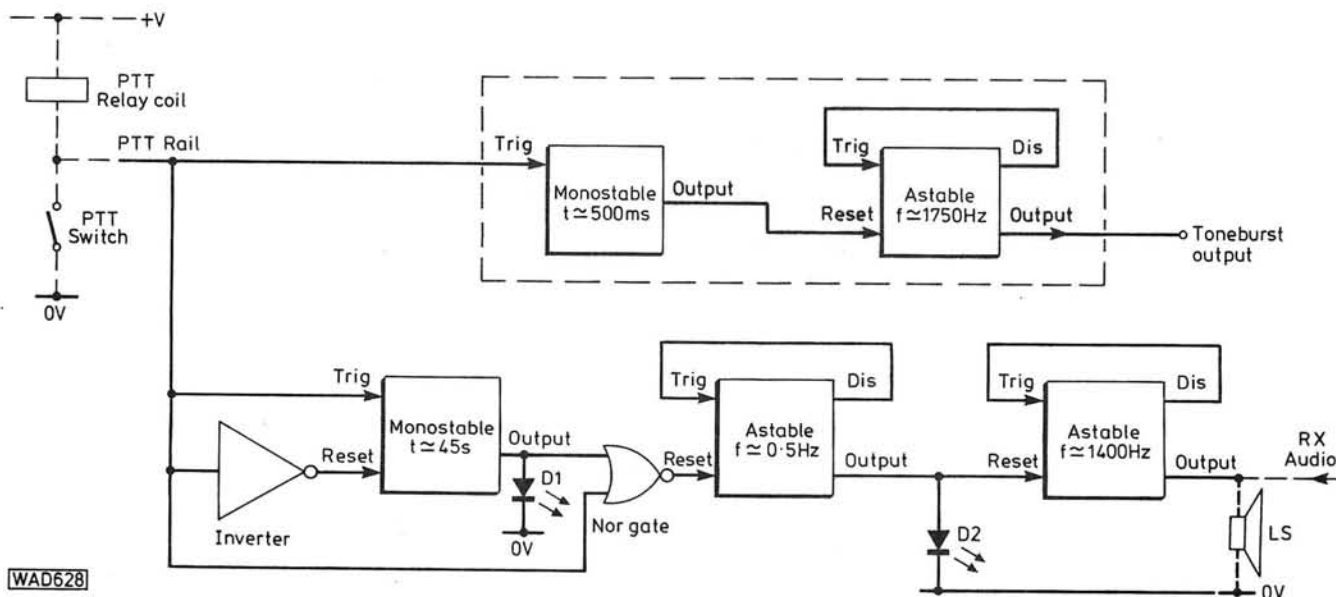 +V
PTT
Relay coil
PTT Rail
PTT
Switch
0V
Trig
Monostable
t≃500ms
Output
Trig
Dis
Reset
Astable
f≃1750Hz
Output
Toneburst
output
Trig
Monostable
t≃45s
Output
Reset
Inverter
D1
0V
Nor gate
Trig
Dis
Reset
Astable
f≃0·5Hz
Output
D2
Trig
Dis
Reset
Astable
f≃1400Hz
Output
RX
Audio
LS
0V
WAD628